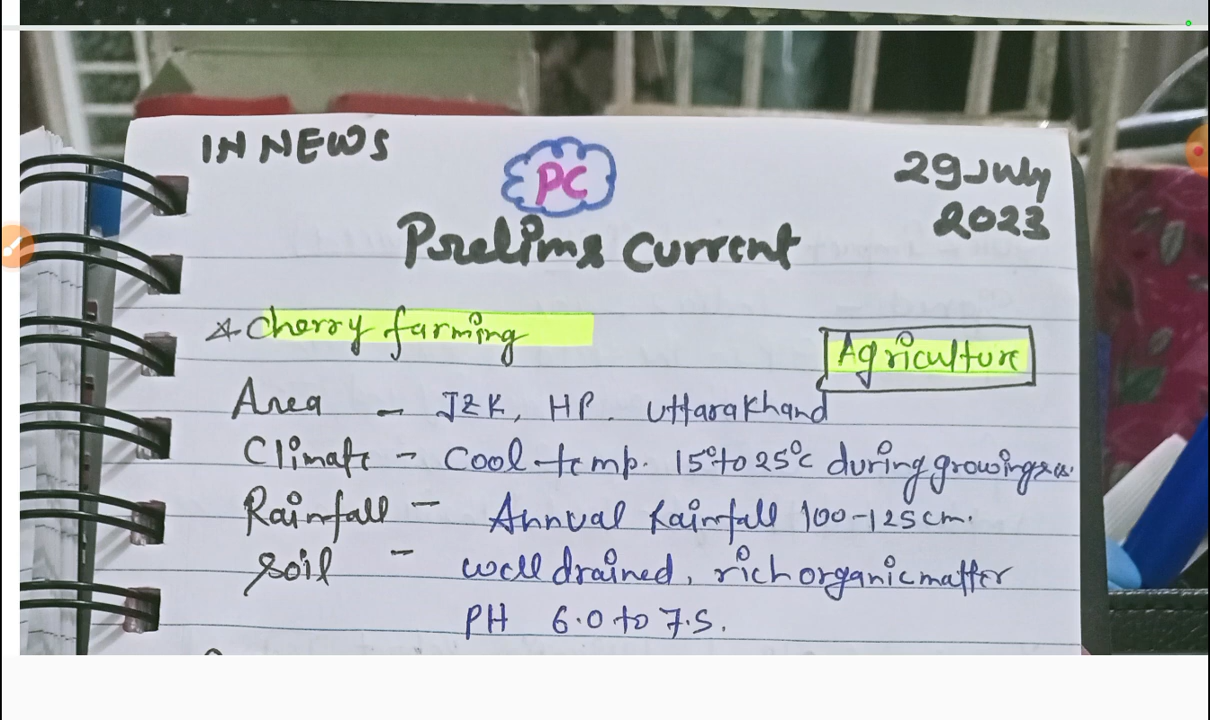 IN NEWS
PC
29 July
2023
Prelims Current
* Cherry farming
Agriculture
Area - J&K, HP. Uttarakhand
Climate - Cool temp. 15° to 25°c during growing
Rainfall - Annual Rainfall 100-125 cm.
Soil - well drained, rich organic matter
PH 6.0 to 7.5.